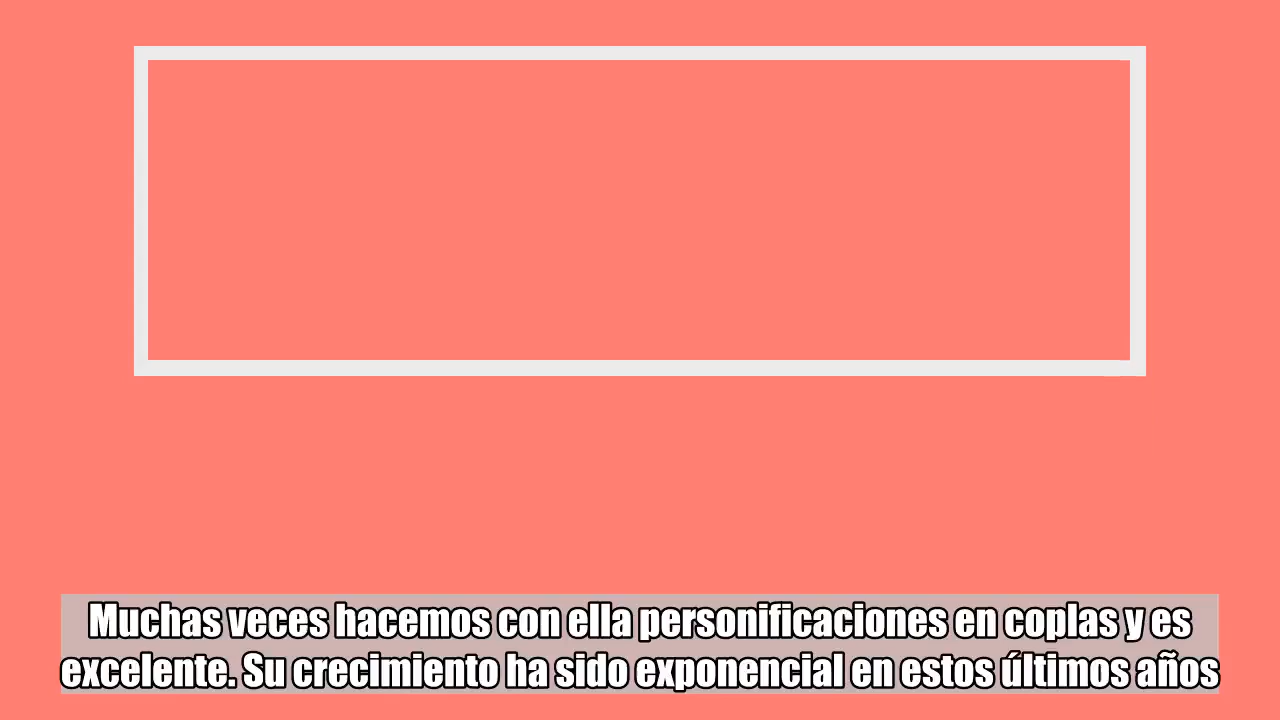 Muchas veces hacemos con ella personificaciones en coplas y es
excelente. Su crecimiento ha sido exponencial en estos últimos años